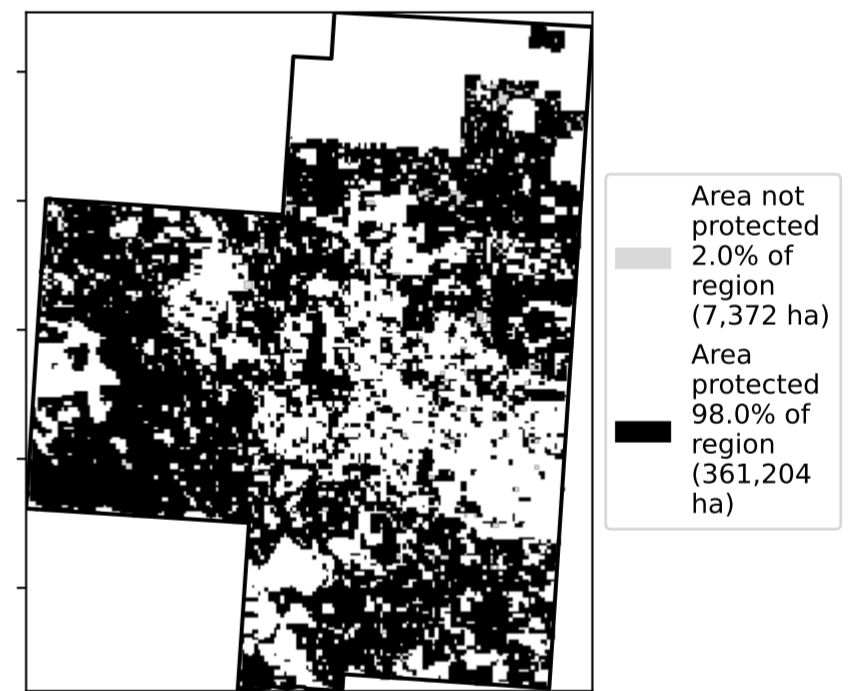 Area not
protected
2.0% of
region
(7,372 ha)
Area
protected
98.0% of
region
(361,204
ha)